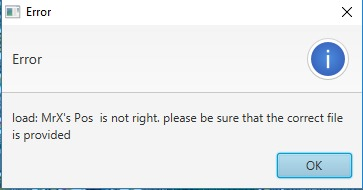 Error
Error
load: MrX's Pos  is not right. please be sure that the correct file
is provided
OK